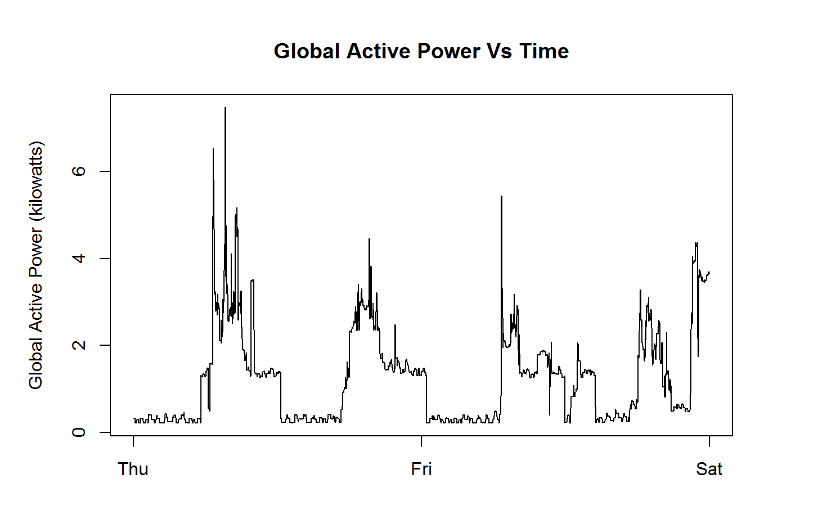 Global Active Power Vs Time
Global Active Power (kilowatts)
6
4
2
0
Thu
Fri
Sat